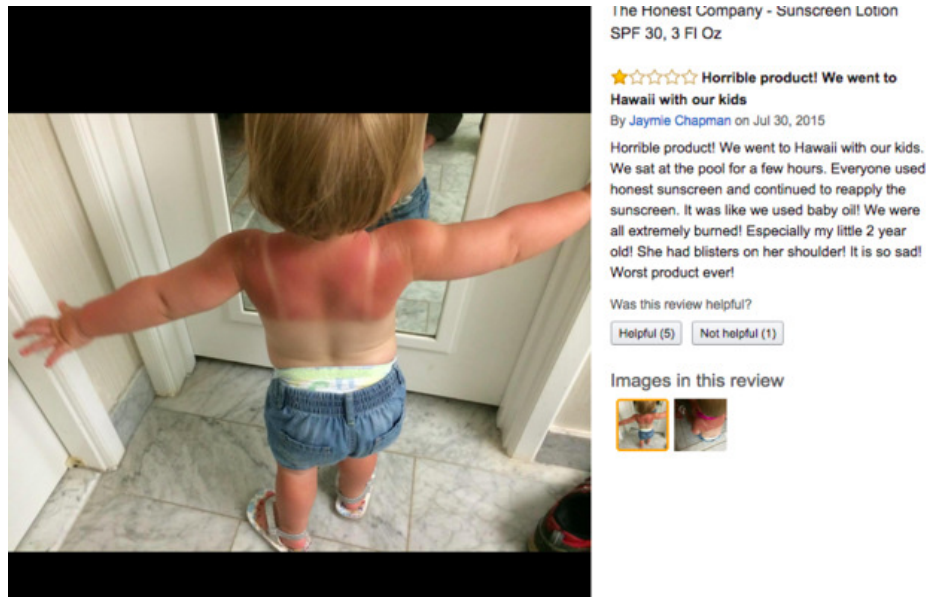 The Honest Company - Sunscreen Lotion
SPF 30, 3 Fl Oz
Horrible product! We went to
Hawaii with our kids
By Jaymie Chapman on Jul 30, 2015
Horrible product! We went to Hawaii with our kids.
We sat at the pool for a few hours. Everyone used
honest sunscreen and continued to reapply the
sunscreen. It was like we used baby oil! We were
all extremely burned! Especially my little 2 year
old! She had blisters on her shoulder! It is so sad!
Worst product ever!
Was this review helpful?
Helpful (5) Not helpful (1)
Images in this review